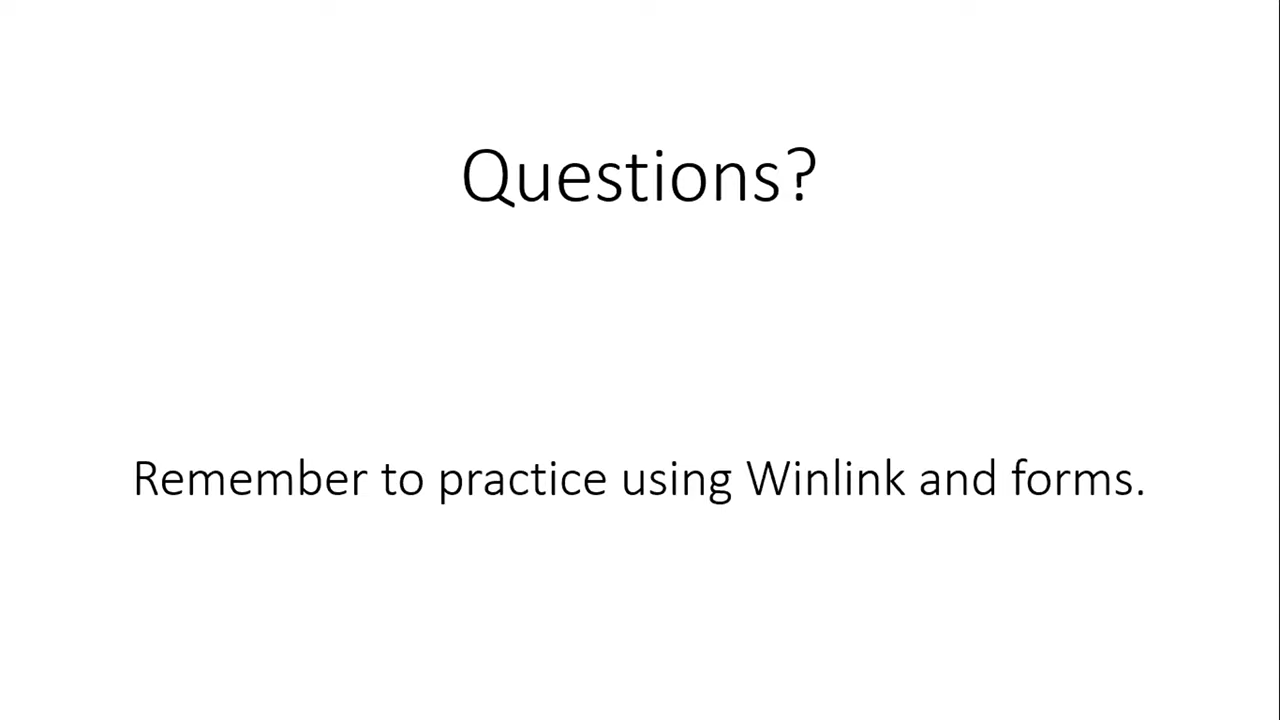 Questions?
Remember to practice using Winlink and forms.